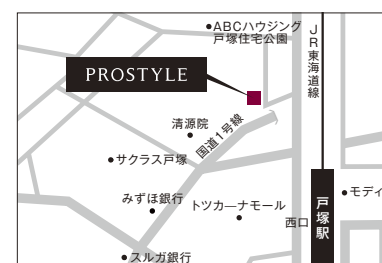 ABCハウジング
戸塚住宅公園
JR東海道線
PROSTYLE
清源院
国道1号線
サクラス戸塚
みずほ銀行
トツカーナモール
モディ
戸塚駅
西口
スルガ銀行